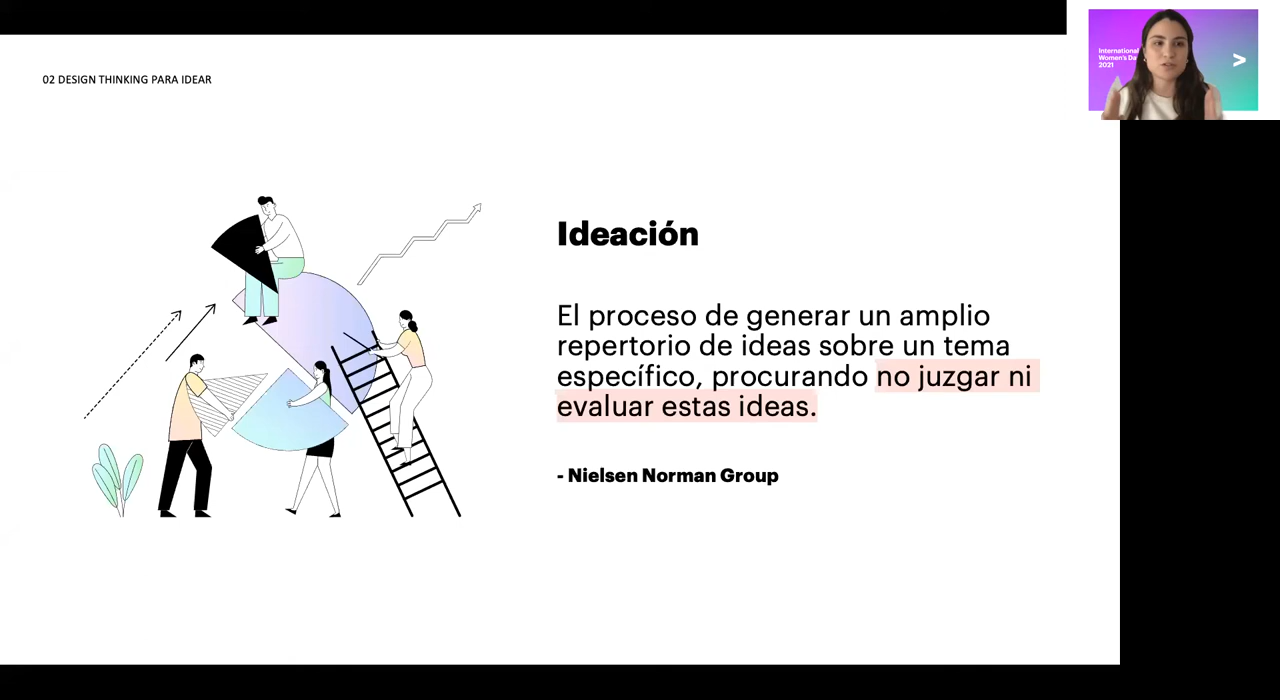 02 DESIGN THINKING PARA IDEAR
International
Women's Da
2021
>
Ideación
El proceso de generar un amplio
repertorio de ideas sobre un tema
específico, procurando no juzgar ni
evaluar estas ideas.
- Nielsen Norman Group